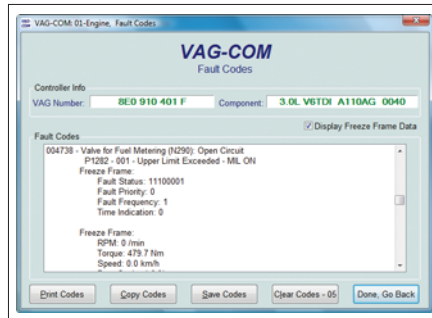 VAG-COM: 01-Engine, Fault Codes
VAG-COM
Fault Codes
Controller Info
VAG Number: 8E0 910 401 F Component: 3.0L V6TDI A110AG 0040
Display Freeze Frame Data
Fault Codes
004738 - Valve for Fuel Metering (N290): Open Circuit
P1282 - 001 - Upper Limit Exceeded - MIL ON
Freeze Frame:
Fault Status: 11100001
Fault Priority: 0
Fault Frequency: 1
Time Indication: 0
Freeze Frame:
RPM: 0 /min
Torque: 479.7 Nm
Speed: 0.0 km/h
Print Codes Copy Codes Save Codes Clear Codes - 05 Done, Go Back